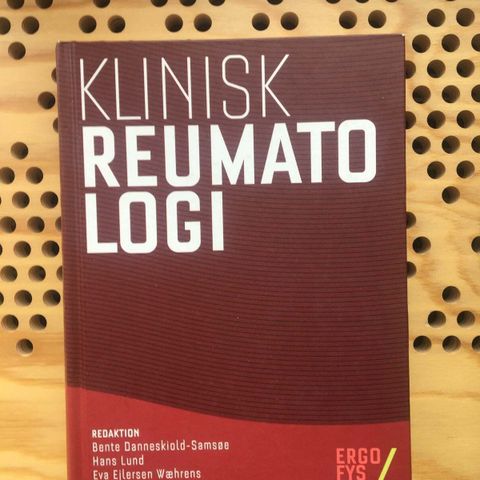 KLINISK
REUMATO
LOGI
REDAKTION
Bente Danneskiold-Samsøe
Hans Lund
Eva Ejlersen Wæhrens
ERGO
FYS /